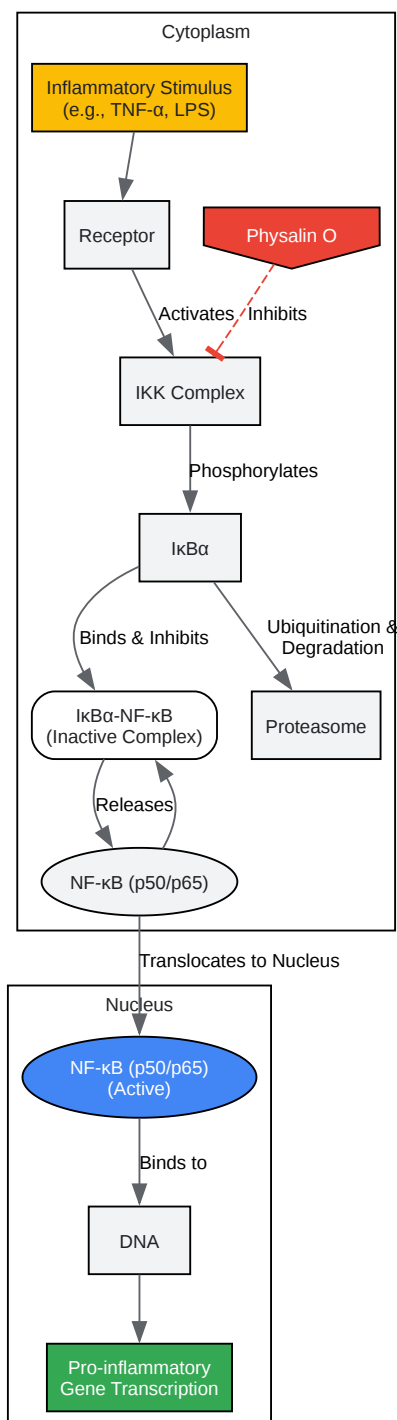 Cytoplasm
Inflammatory Stimulus
(e.g., TNF-α, LPS)
Receptor
Physalin O
Activates
Inhibits
IKK Complex
Phosphorylates
IκBα
Binds & Inhibits
Ubiquitination &
Degradation
IκBα-NF-κB
(Inactive Complex)
Proteasome
Releases
NF-κB (p50/p65)
Translocates to Nucleus
Nucleus
NF-κB (p50/p65)
(Active)
Binds to
DNA
Pro-inflammatory
Gene Transcription